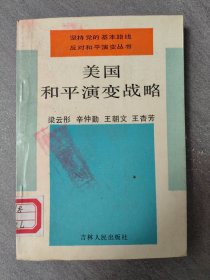 坚持党的基本路线
反对和平演变丛书
美国
和平演变战略
梁云彤 辛仲勤 王朝文 王杏芳
吉林人民出版社